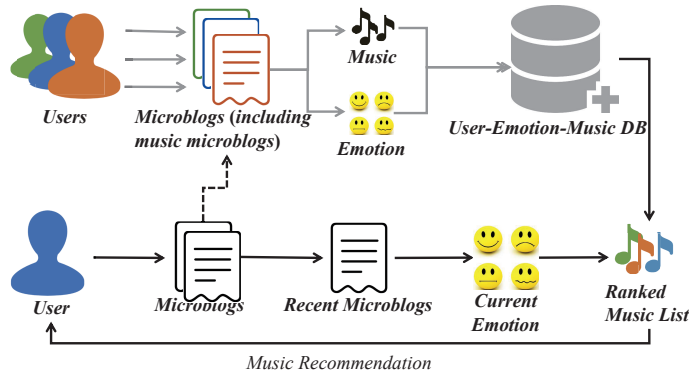 Music
Users
Microblogs (including
music microblogs)
Emotion
User-Emotion-Music DB
User
Microblogs
Recent Microblogs
Current
Emotion
Ranked
Music List
Music Recommendation